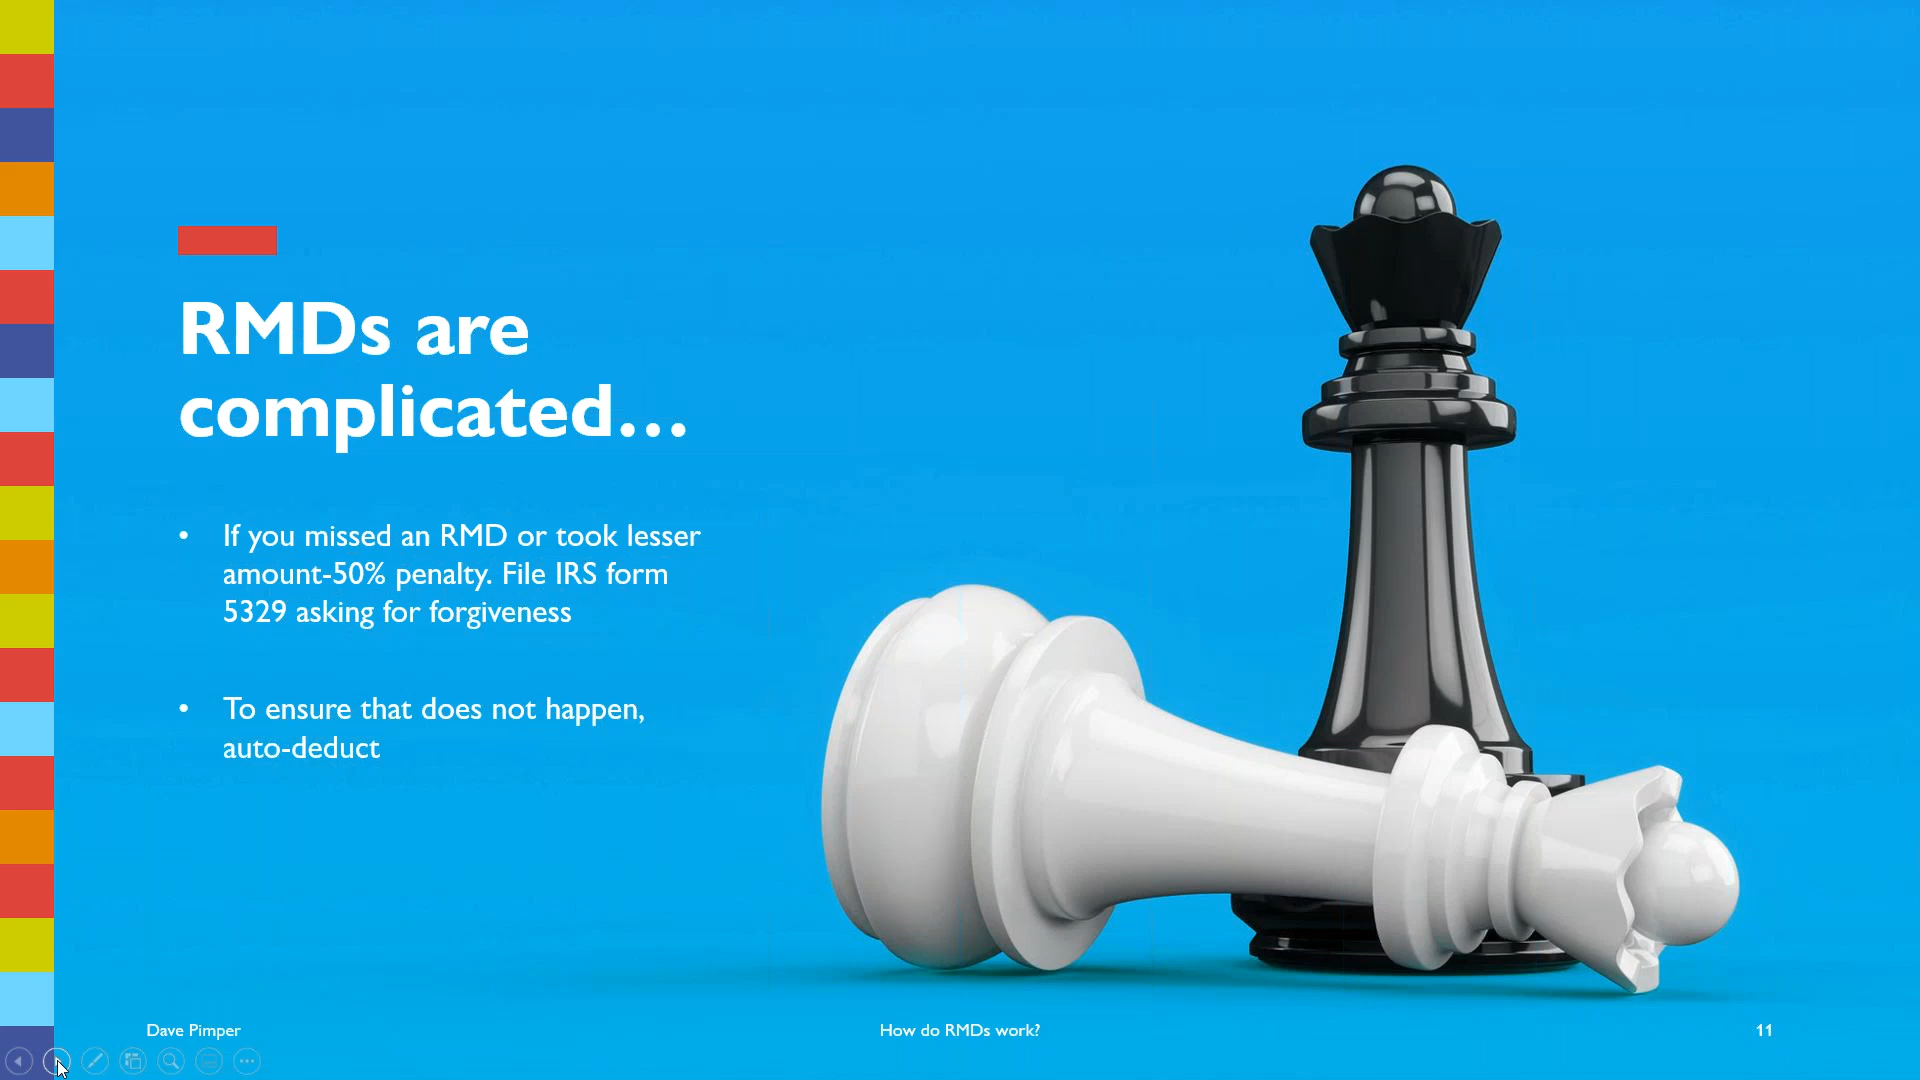 RMDs are
complicated...
• If you missed an RMD or took lesser
amount-50% penalty. File IRS form
5329 asking for forgiveness
• To ensure that does not happen,
auto-deduct
Dave Pimper
How do RMDs work?
11